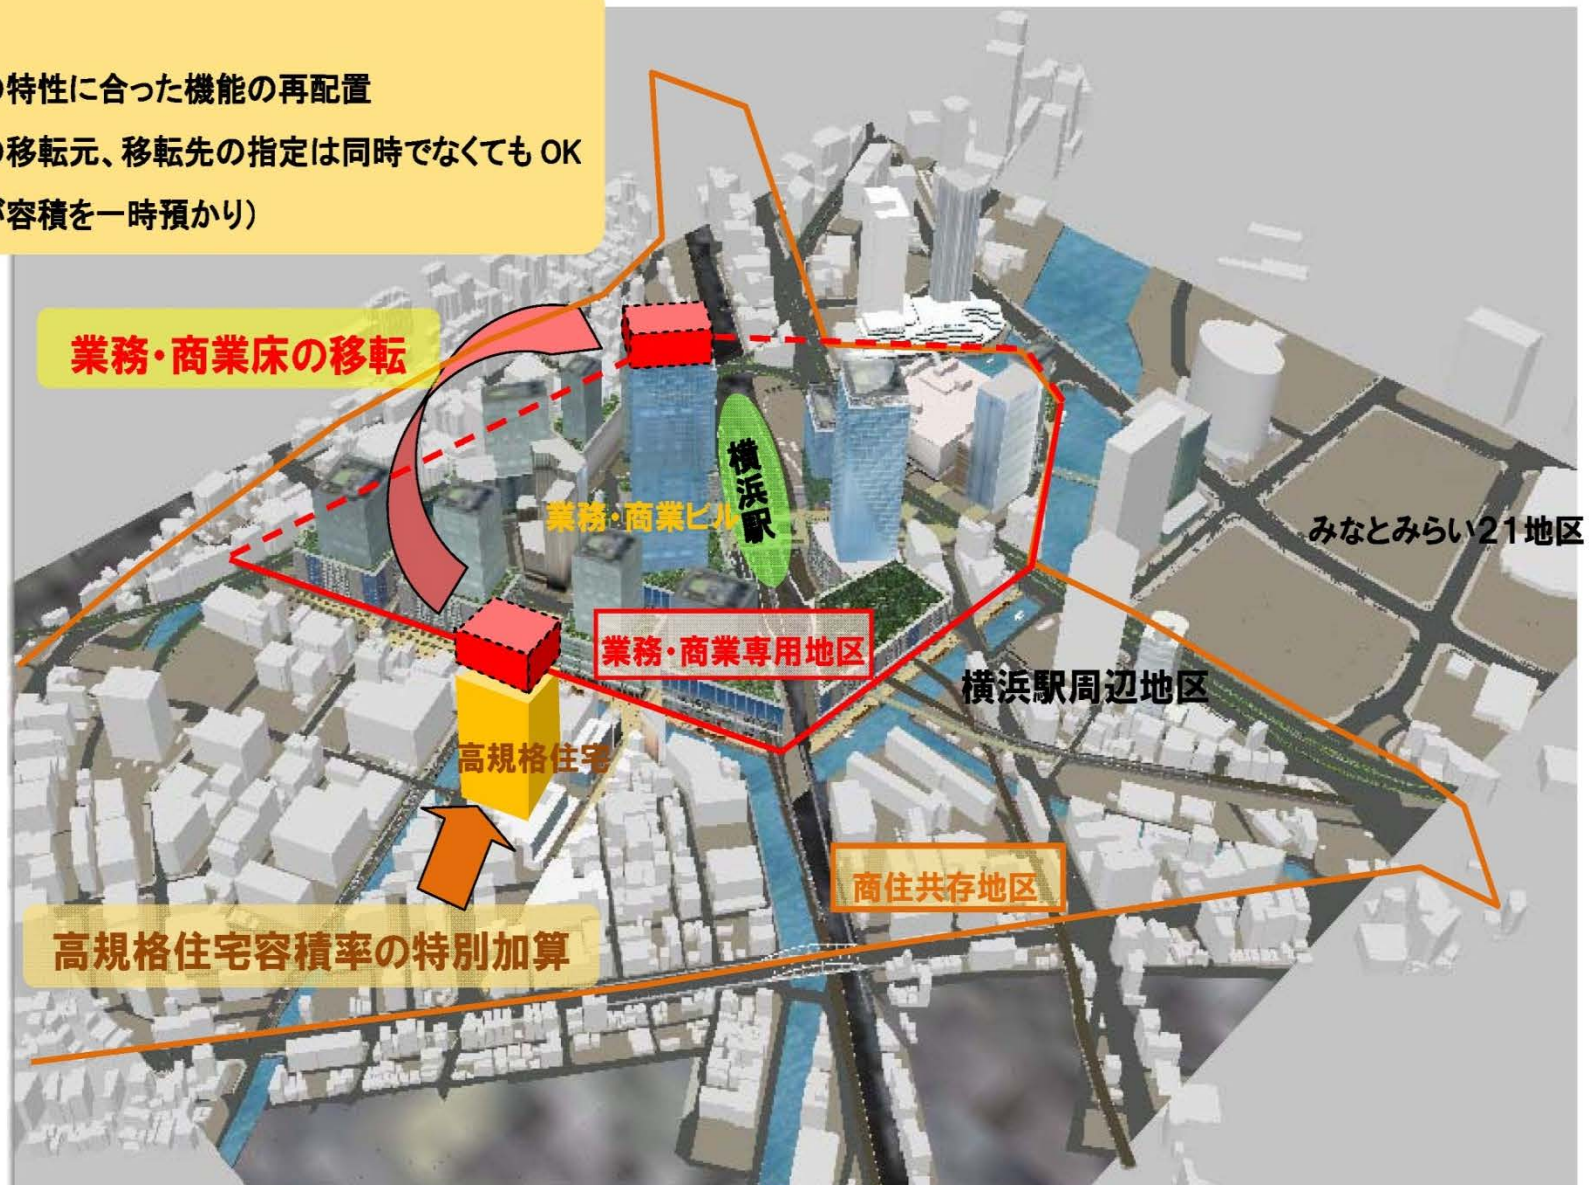 の特性に合った機能の再配置
の移転元、移転先の指定は同時でなくても OK
が容積を一時預かり)
業務・商業床の移転
横浜駅
業務・商業ビル
みなとみらい21地区
業務・商業専用地区
横浜駅周辺地区
高規格住宅
商住共存地区
高規格住宅容積率の特別加算